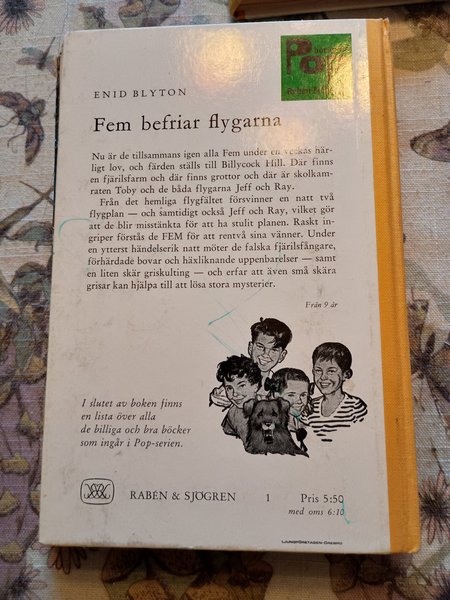 ENID BLYTON
Fem befriar flygarna
Nu är de tillsammans igen alla Fem under en veckas här-
ligt lov, och färden ställs till Billycock Hill. Där finns
en fjärilsfarm och där finns grottor och där är skolkam-
raten Toby och de båda flygarna Jeff och Ray.
Från det hemliga flygfältet försvinner en natt två
flygplan — och samtidigt också Jeff och Ray, vilket gör
att de blir misstänkta för att ha stulit planen. Raskt in-
griper förstås de FEM för att rentvå sina vänner. Under
en ytterst händelserik natt möter de falska fjärilsfångare,
förhärdade bovar och häxliknande uppenbarelser — samt
en liten skär griskulting — och erfar att även små skära
grisar kan hjälpa till att lösa stora mysterier.
Från 9 år
I slutet av boken finns
en lista över alla
de billiga och bra böcker
som ingår i Pop-serien.
RABÉN & SJÖGREN 1 Pris 5:50
med oms 6:10
LJUNGFÖRETAGEN · ÖREBRO